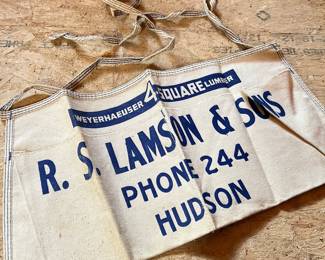 WEYERHAEUSER 4 SQUARE LUMBER
R. S. LAMSON & SONS
PHONE 244
HUDSON